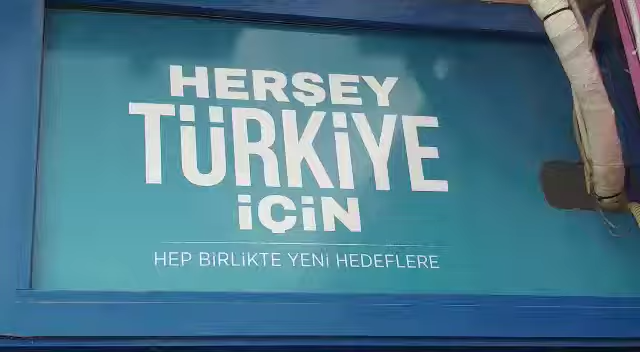 HERŞEY
TÜRKİYE
İÇİN
HEP BİRLİKTE YENİ HEDEFLERE